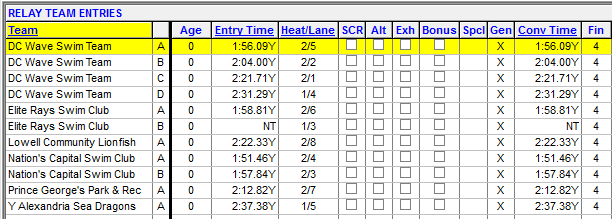 RELAY TEAM ENTRIES
Team Age Entry Time Heat/Lane SCR Alt Exh Bonus Spcl Gen Conv Time Fin
DC Wave Swim Team A 0 1:56.09Y 2/5 X 1:56.09Y 4
DC Wave Swim Team B 0 2:04.00Y 2/2 X 2:04.00Y 4
DC Wave Swim Team C 0 2:21.71Y 2/1 X 2:21.71Y 4
DC Wave Swim Team D 0 2:31.29Y 1/4 X 2:31.29Y 4
Elite Rays Swim Club A 0 1:58.81Y 2/6 X 1:58.81Y 4
Elite Rays Swim Club B 0 NT 1/3 X NT 4
Lowell Community Lionfish A 0 2:22.33Y 2/8 X 2:22.33Y 4
Nation's Capital Swim Club A 0 1:51.46Y 2/4 X 1:51.46Y 4
Nation's Capital Swim Club B 0 1:57.84Y 2/3 X 1:57.84Y 4
Prince George's Park & Rec A 0 2:12.82Y 2/7 X 2:12.82Y 4
Y Alexandria Sea Dragons A 0 2:37.38Y 1/5 X 2:37.38Y 4